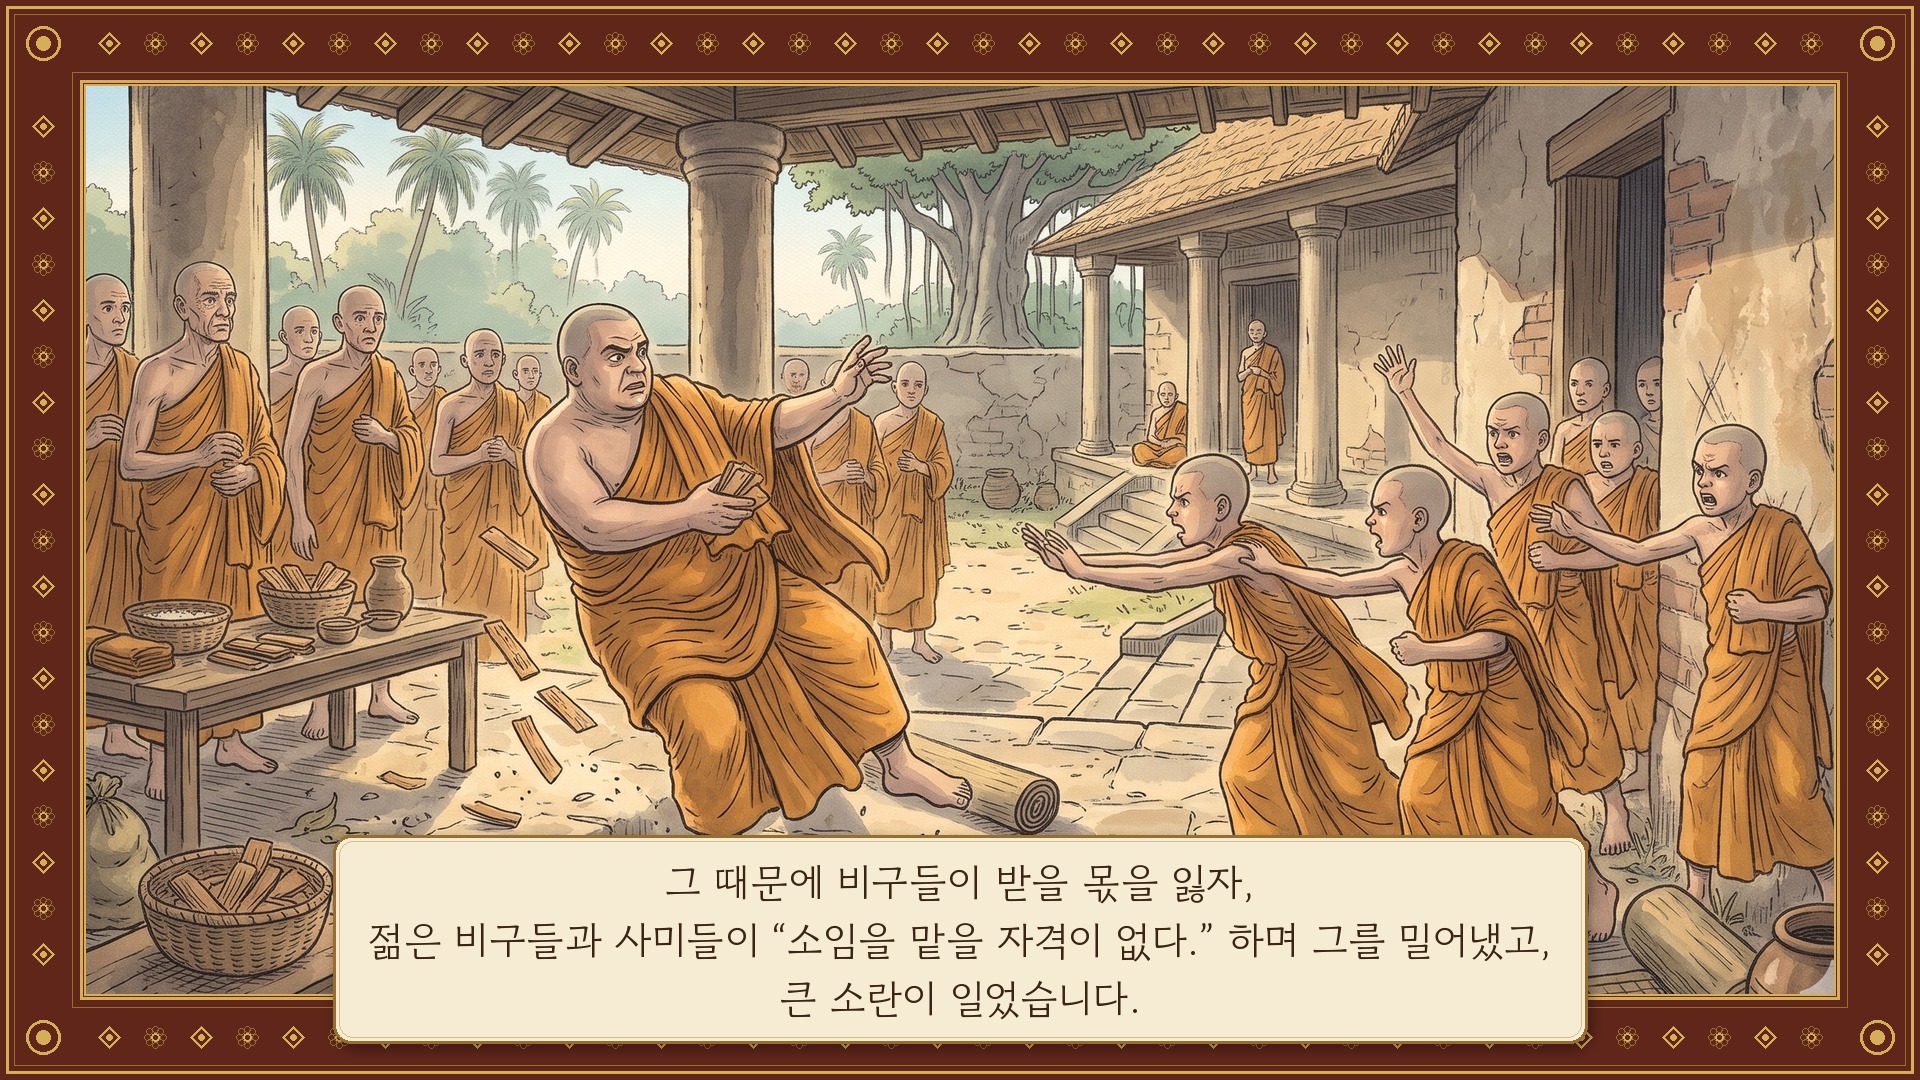 그 때문에 비구들이 받을 몫을 잃자,
젊은 비구들과 사미들이 “소임을 맡을 자격이 없다.” 하며 그를 밀어냈고,
큰 소란이 일었습니다.